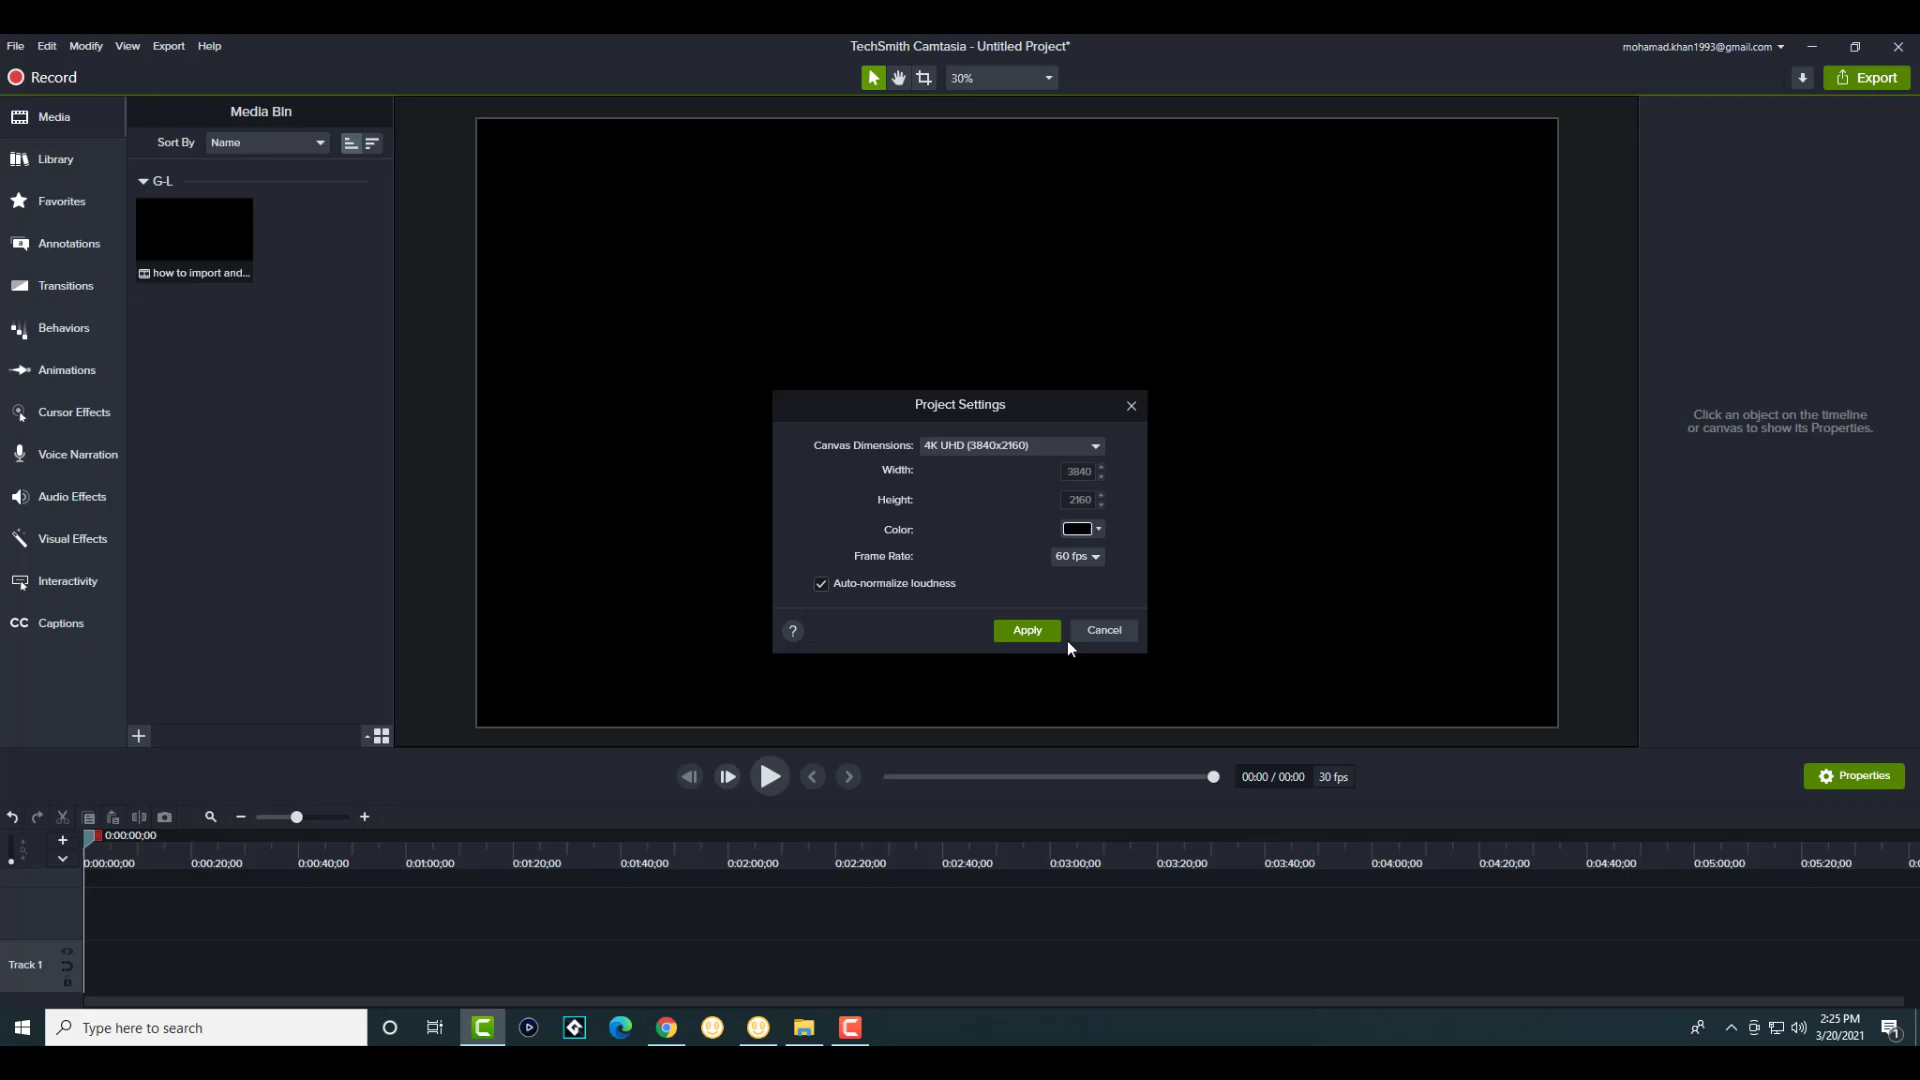 File Edit Modify View Export Help
TechSmith Camtasia - Untitled Project*
mohamad.khan1993@gmail.com
Record
30%
Export
Media
Library
Favorites
Annotations
Transitions
Behaviors
Animations
Cursor Effects
Voice Narration
Audio Effects
Visual Effects
Interactivity
CC Captions
Media Bin
Sort By Name
G-L
how to import and...
Project Settings
Canvas Dimensions: 4K UHD (3840x2160)
Width: 3840
Height: 2160
Color:
Frame Rate: 60 fps
Auto-normalize loudness
? Apply Cancel
Click an object on the timeline
or canvas to show its Properties.
00:00 / 00:00 30 fps
Properties
0:00:00;00
0:00:00;00 0:00:20;00 0:00:40;00 0:01:00;00 0:01:20;00 0:01:40;00 0:02:00;00 0:02:20;00 0:02:40;00 0:03:00;00 0:03:20;00 0:03:40;00 0:04:00;00 0:04:20;00 0:04:40;00 0:05:00;00 0:05:20;00
Track 1
Type here to search
2:25 PM
3/20/2021
1